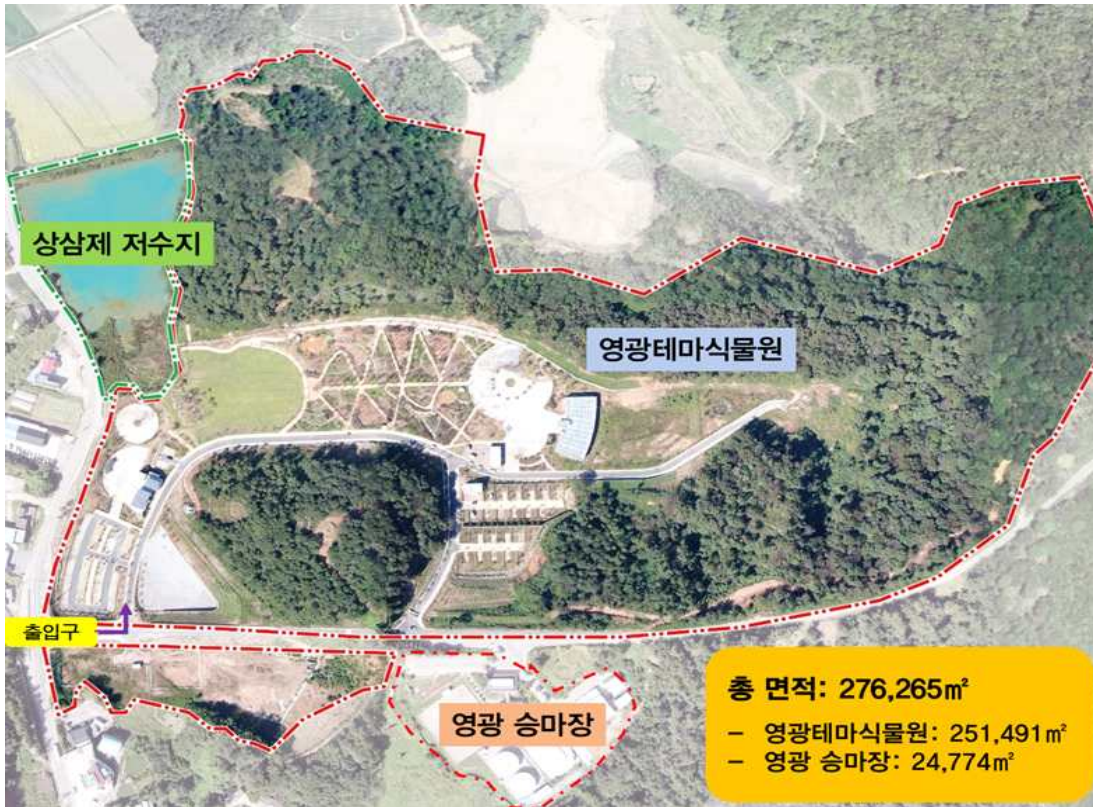 상삼제 저수지
영광테마식물원
출입구
영광 승마장
총 면적: 276,265㎡
- 영광테마식물원: 251,491㎡
- 영광 승마장: 24,774㎡